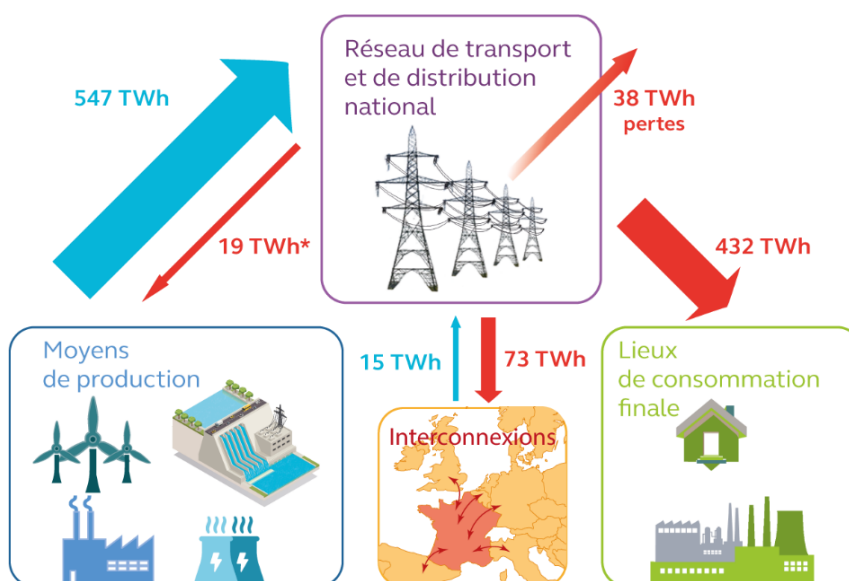 Réseau de transport
et de distribution
national
547 TWh
38 TWh
pertes
19 TWh*
432 TWh
Moyens
de production
15 TWh
73 TWh
Lieux
de consommation
finale
Interconnexions